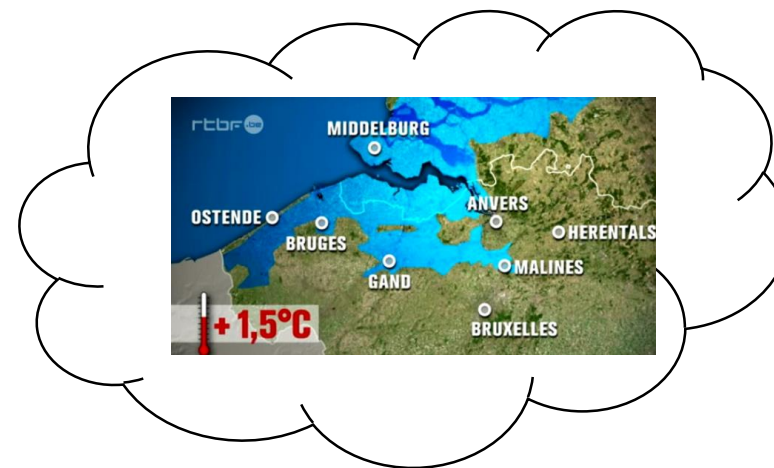 rtbf.be
MIDDELBURG
OSTENDE
ANVERS
BRUGES
HERENTALS
GAND
MALINES
+ 1,5°C
BRUXELLES